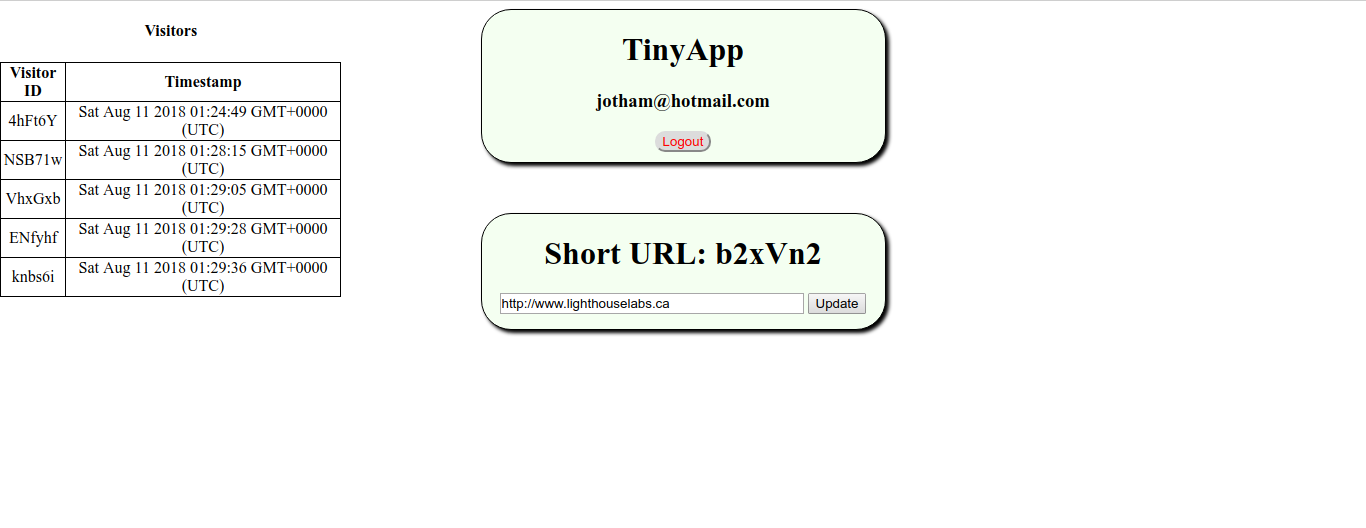 Visitors
Visitor
ID
Timestamp
4hFt6Y
Sat Aug 11 2018 01:24:49 GMT+0000
(UTC)
NSB71w
Sat Aug 11 2018 01:28:15 GMT+0000
(UTC)
VhxGxb
Sat Aug 11 2018 01:29:05 GMT+0000
(UTC)
ENfyhf
Sat Aug 11 2018 01:29:28 GMT+0000
(UTC)
knbs6i
Sat Aug 11 2018 01:29:36 GMT+0000
(UTC)
TinyApp
jotham@hotmail.com
Logout
Short URL: b2xVn2
http://www.lighthouselabs.ca
Update